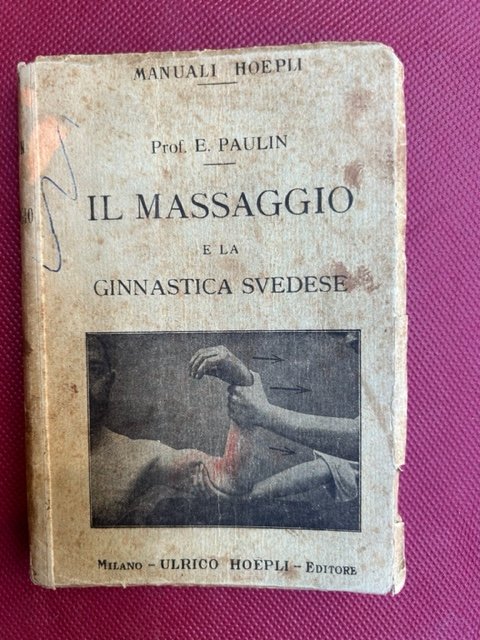 MANUALI HOEPLI
Prof. E. PAULIN
IL MASSAGGIO
E LA
GINNASTICA SVEDESE
MILANO - ULRICO HOEPLI - EDITORE